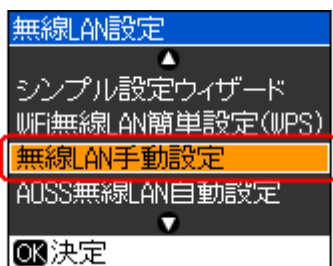 無線LAN設定
シンプル設定ウィザード
WiFi無線LAN簡単設定(WPS)
無線LAN手動設定
AOSS無線LAN自動設定
OK決定